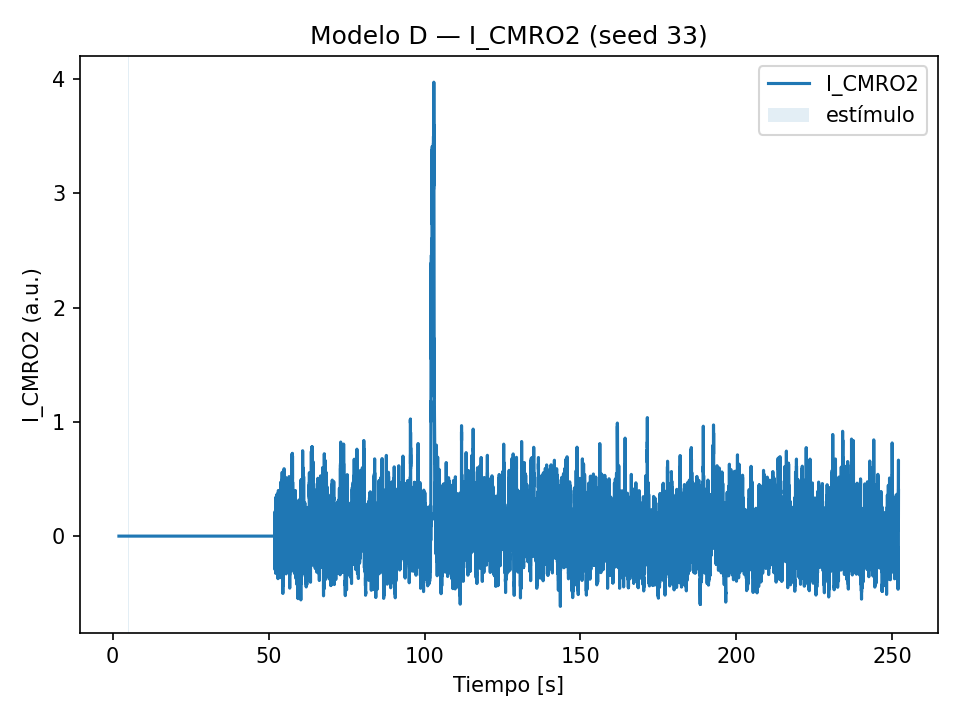 Modelo D — I_CMRO2 (seed 33)
I_CMRO2
estímulo
I_CMRO2 (a.u.)
4
3
2
1
0
0 50 100 150 200 250
Tiempo [s]